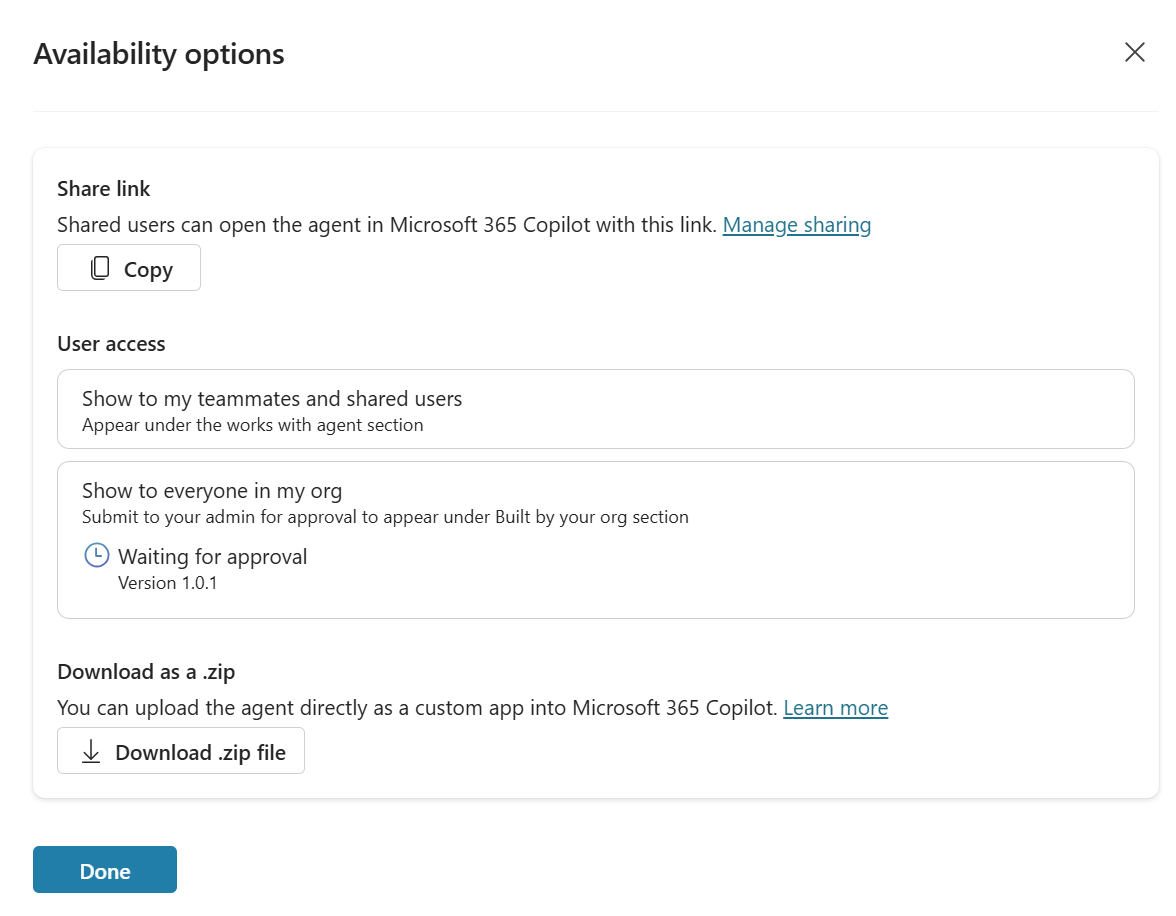 Availability options
Share link
Shared users can open the agent in Microsoft 365 Copilot with this link. Manage sharing
Copy
User access
Show to my teammates and shared users
Appear under the works with agent section
Show to everyone in my org
Submit to your admin for approval to appear under Built by your org section
Waiting for approval
Version 1.0.1
Download as a .zip
You can upload the agent directly as a custom app into Microsoft 365 Copilot. Learn more
Download .zip file
Done